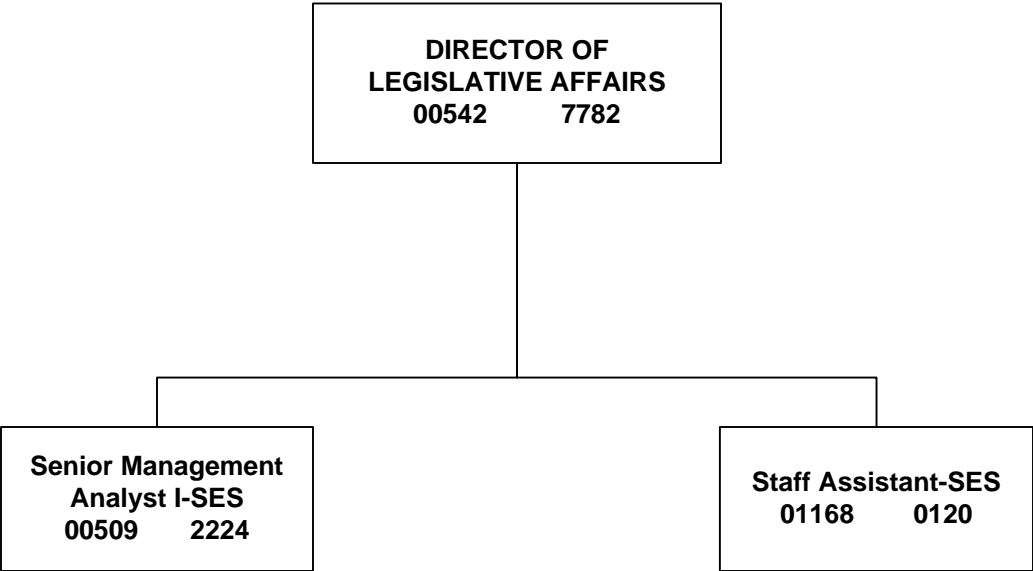 DIRECTOR OF
LEGISLATIVE AFFAIRS
00542 7782
Senior Management
Analyst I-SES
00509 2224
Staff Assistant-SES
01168 0120